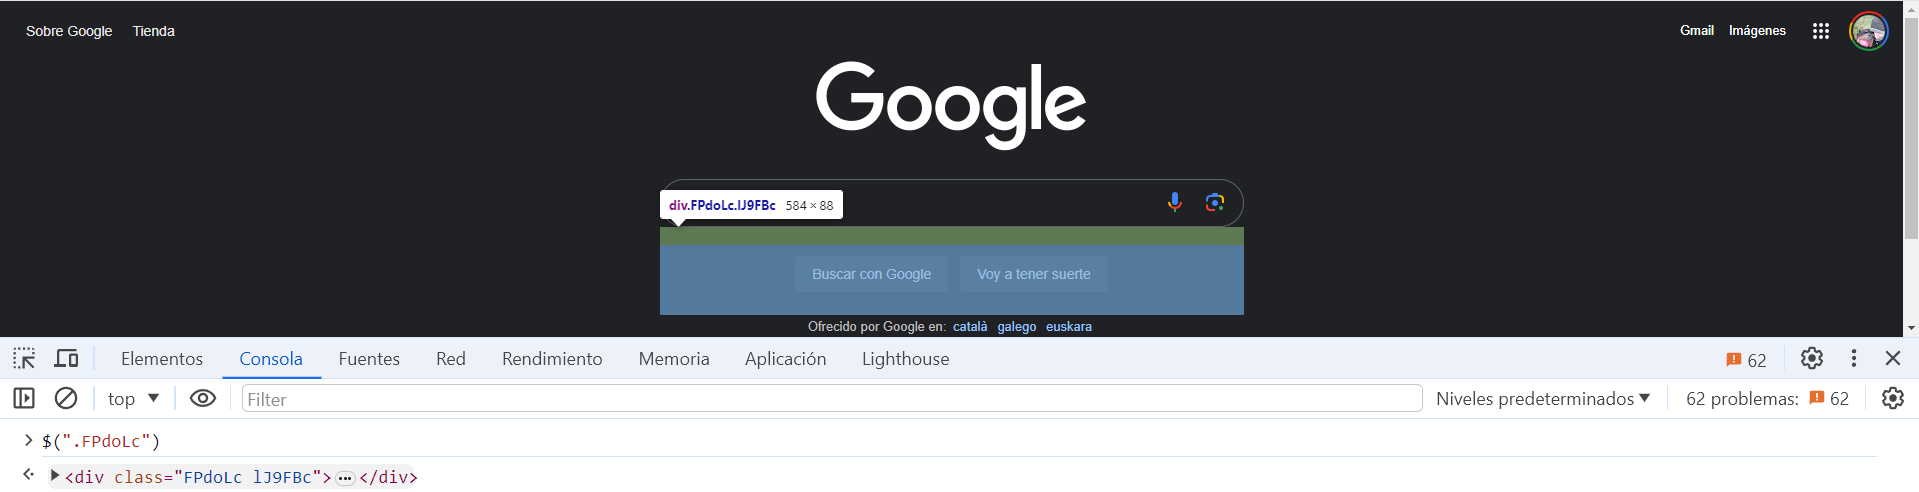 Sobre Google Tienda Gmail Imágenes
Google
div.FPdoLc.lJ9FBc 584 × 88
Buscar con Google Voy a tener suerte
Ofrecido por Google en: català galego euskara
Elementos Consola Fuentes Red Rendimiento Memoria Aplicación Lighthouse 62
top Filter Niveles predeterminados 62 problemas: 62
$(".FPdoLc")
<div class="FPdoLc lJ9FBc">…</div>